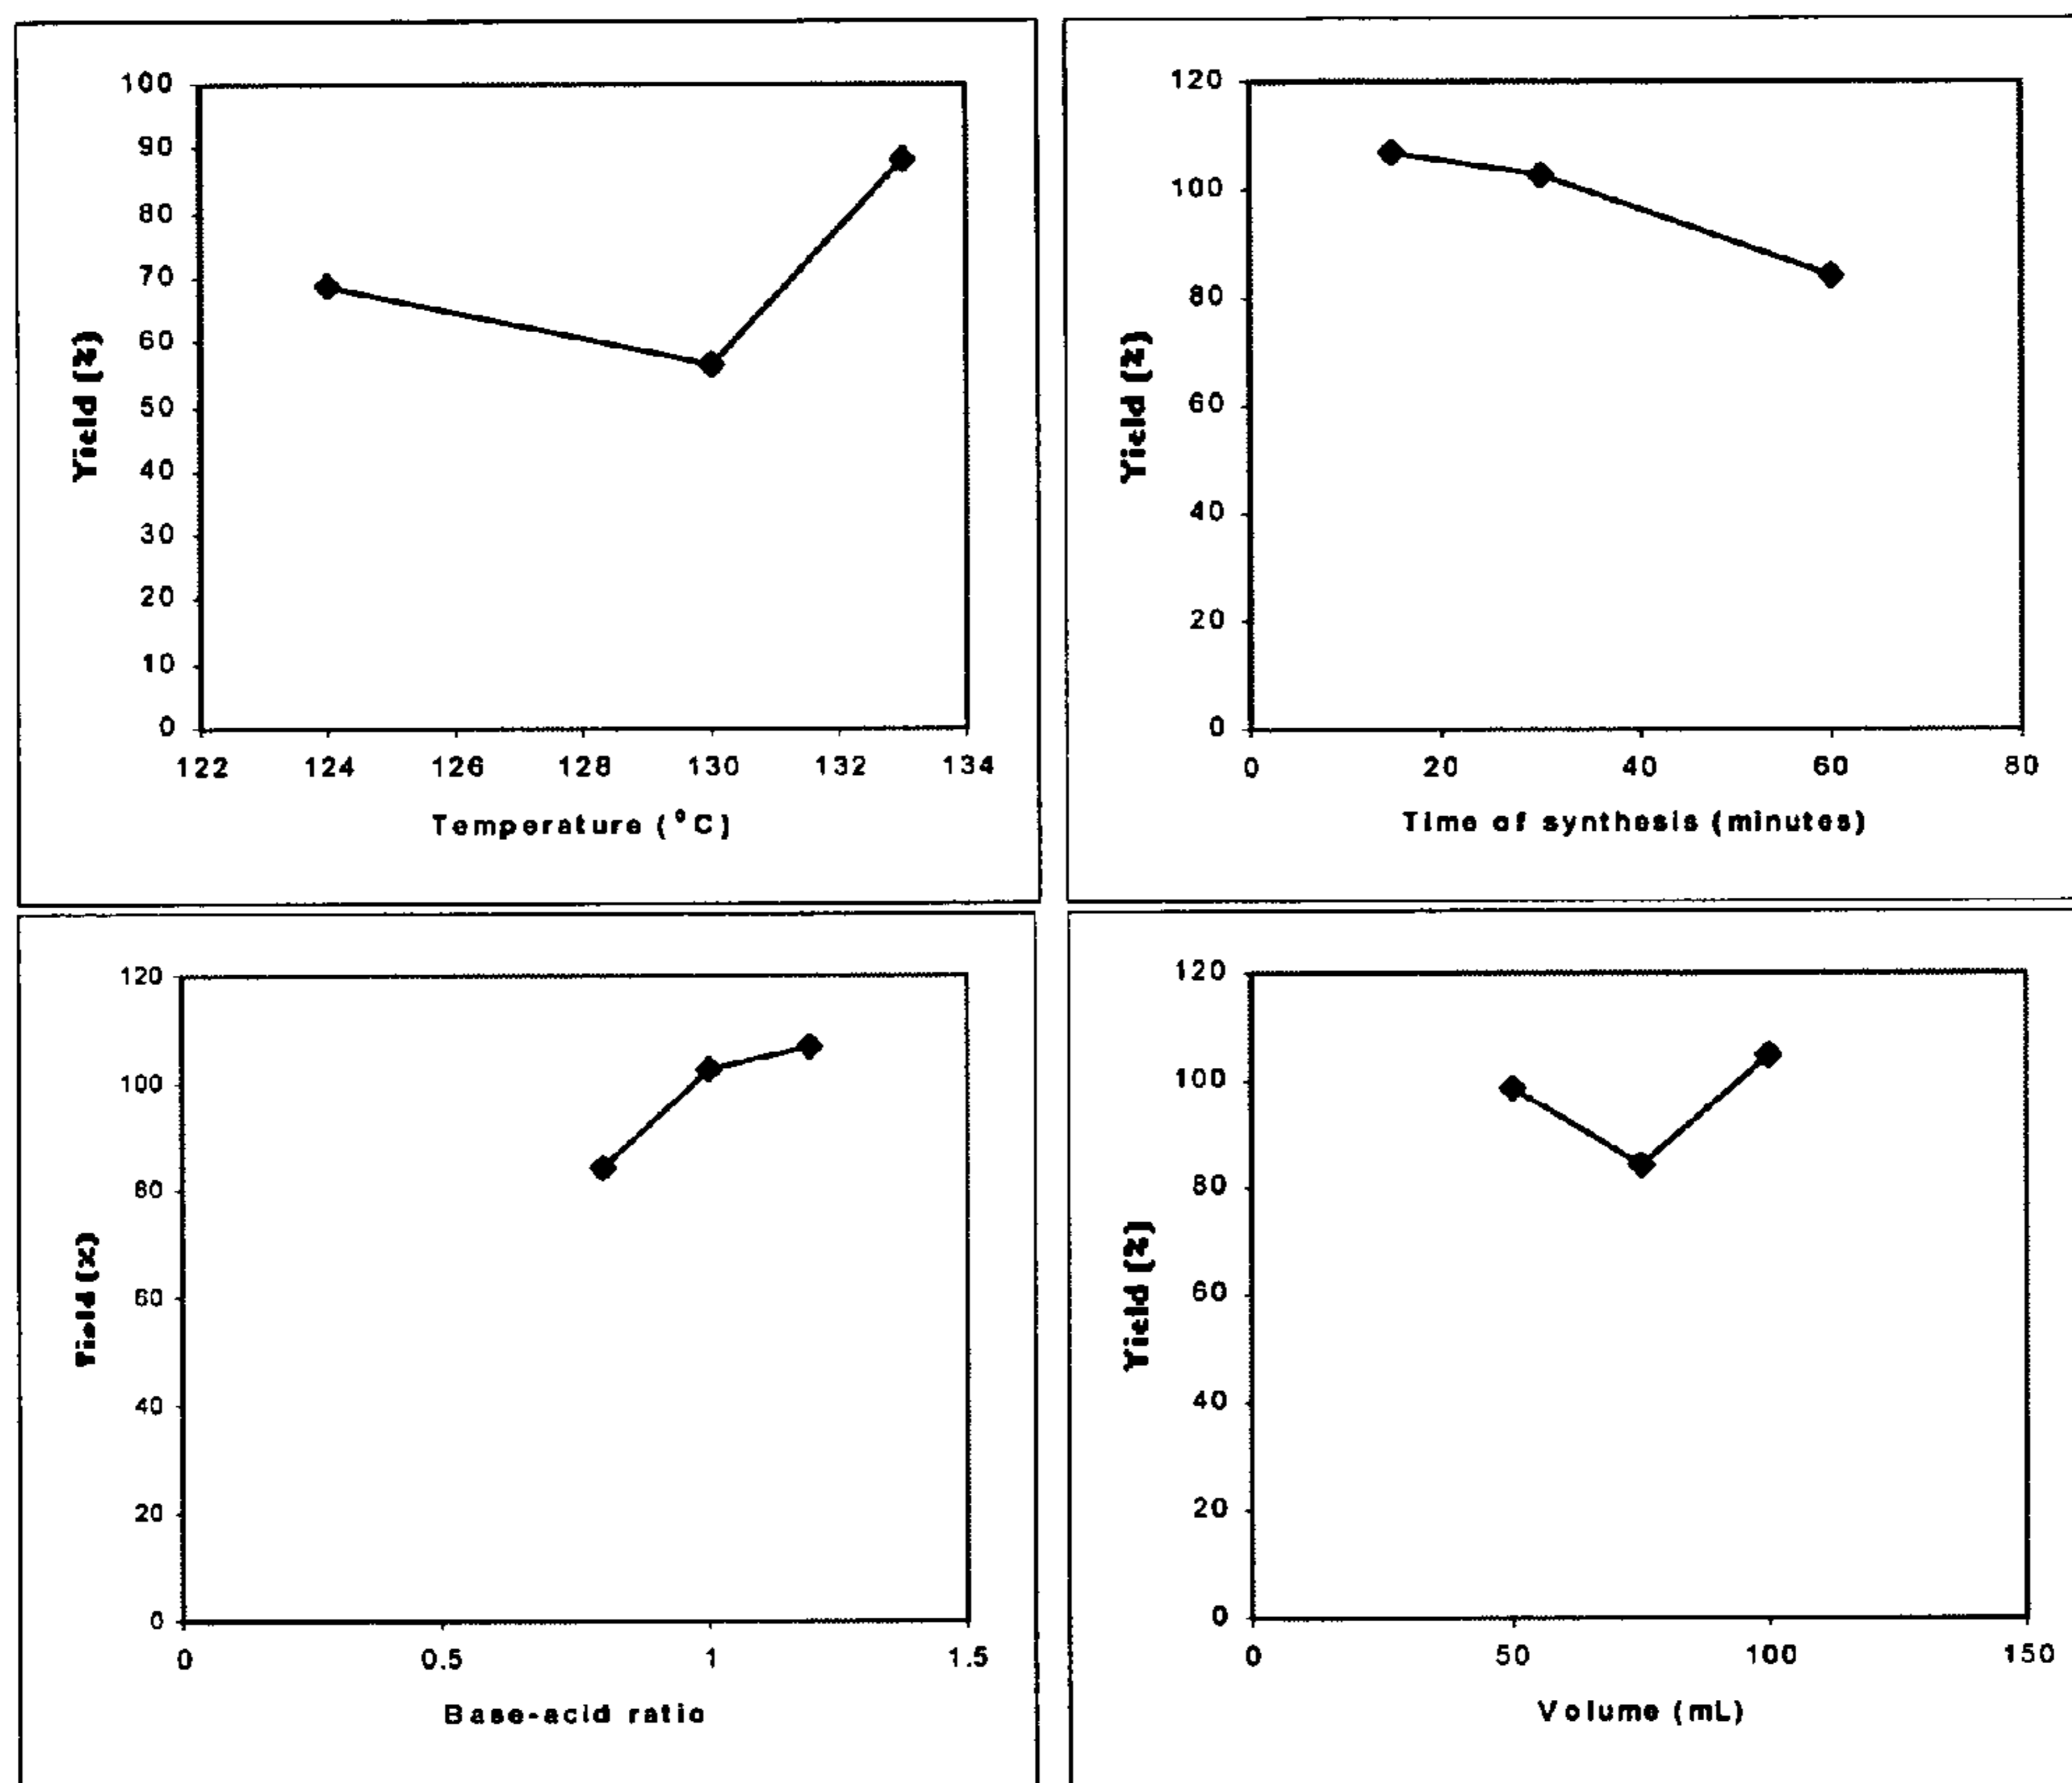 100
90
80
70
60
50
40
30
20
10
0
Yield (%)
122 124 126 128 130 132 134
Temperature (°C)
120
100
80
60
40
20
0
Yield (%)
0 20 40 60 80
Time of synthesis (minutes)
120
100
80
60
40
20
0
Yield (%)
0 0.5 1 1.5
Base-acid ratio
120
100
80
60
40
20
0
Yield (%)
0 50 100 150
Volume (mL)